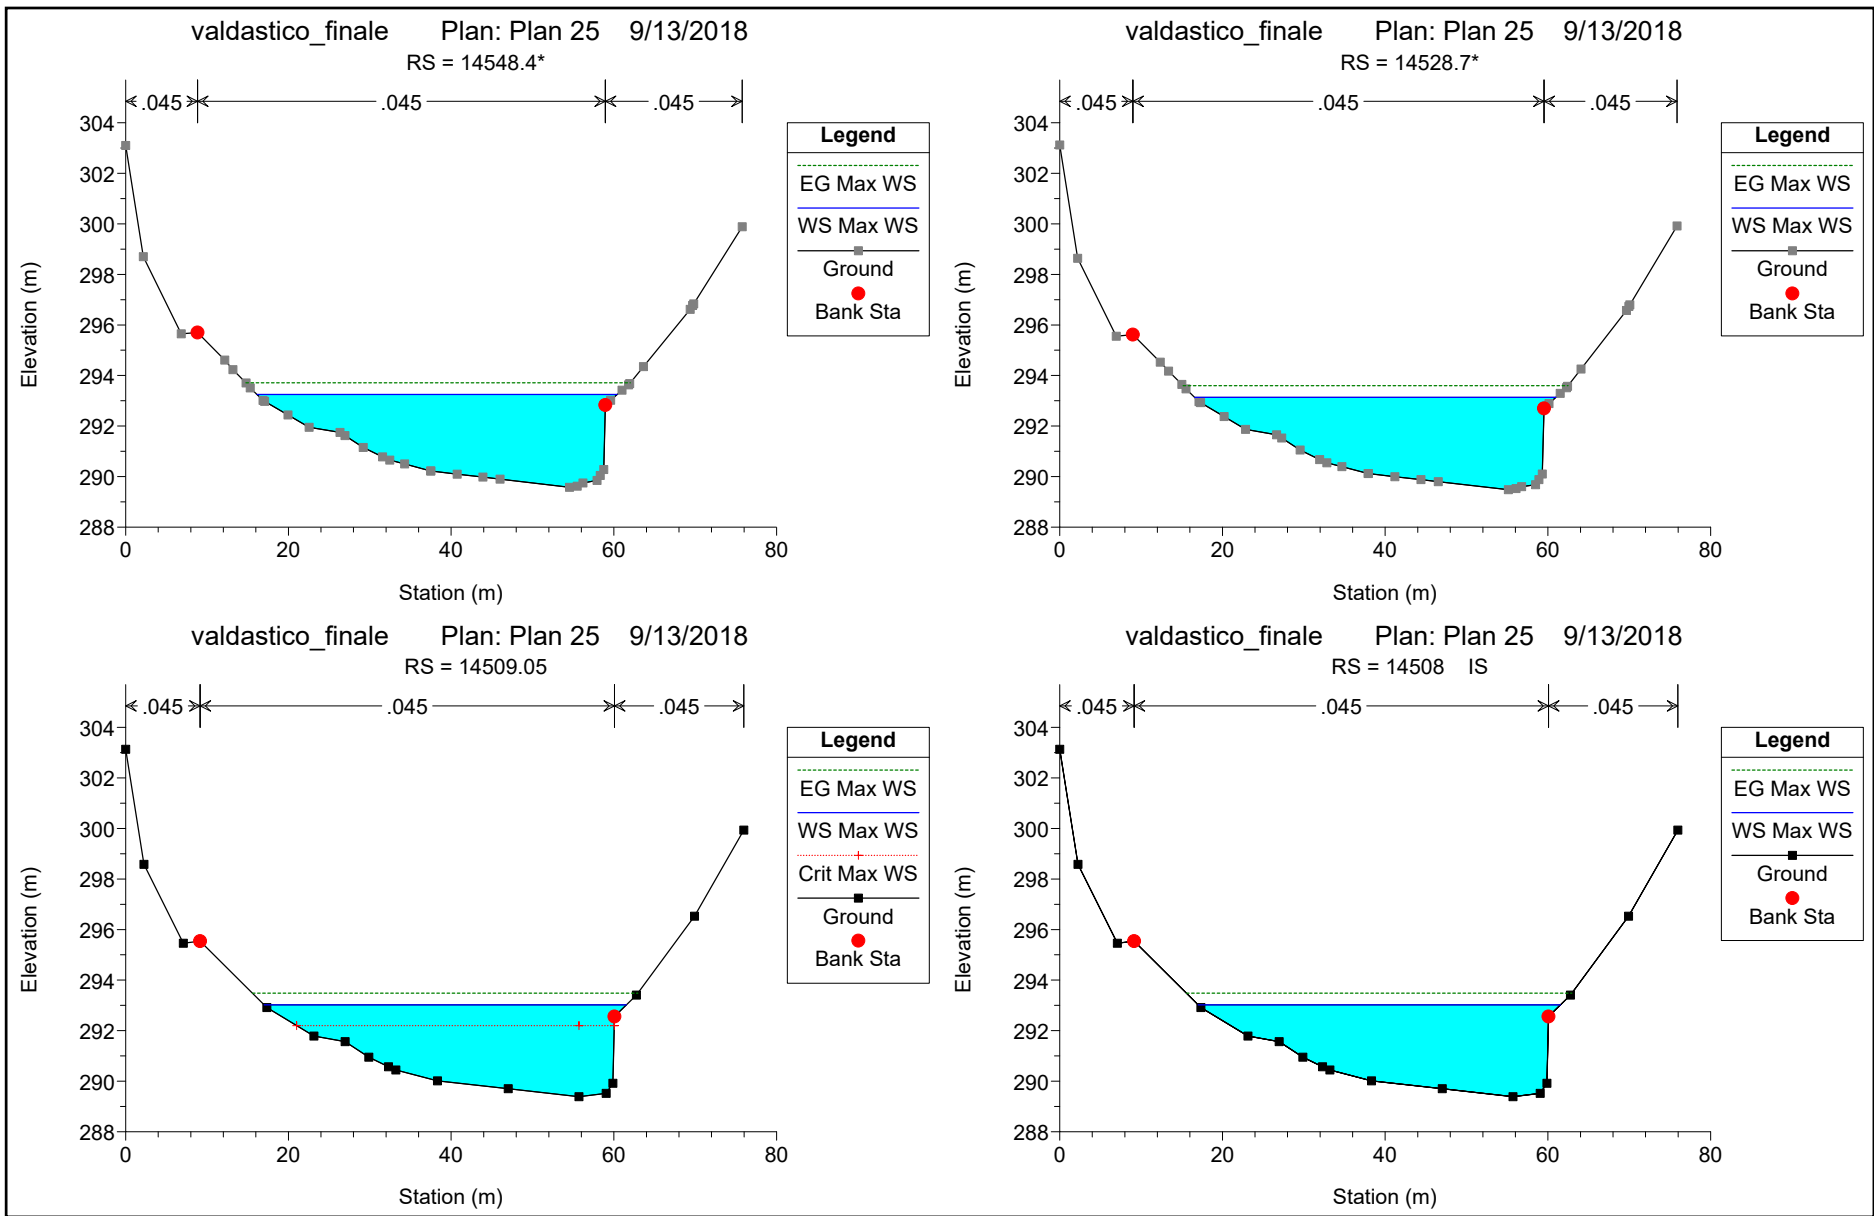 valdastico_finale Plan: Plan 25 9/13/2018
RS = 14548.4*
.045 .045 .045
304
302
300
298
296
294
292
290
288
0 20 40 60 80
Elevation (m)
Station (m)
Legend
EG Max WS
WS Max WS
Ground
Bank Sta
valdastico_finale Plan: Plan 25 9/13/2018
RS = 14528.7*
.045 .045 .045
304
302
300
298
296
294
292
290
288
0 20 40 60 80
Elevation (m)
Station (m)
Legend
EG Max WS
WS Max WS
Ground
Bank Sta
valdastico_finale Plan: Plan 25 9/13/2018
RS = 14509.05
.045 .045 .045
304
302
300
298
296
294
292
290
288
0 20 40 60 80
Elevation (m)
Station (m)
Legend
EG Max WS
WS Max WS
Crit Max WS
Ground
Bank Sta
valdastico_finale Plan: Plan 25 9/13/2018
RS = 14508 IS
.045 .045 .045
304
302
300
298
296
294
292
290
288
0 20 40 60 80
Elevation (m)
Station (m)
Legend
EG Max WS
WS Max WS
Ground
Bank Sta